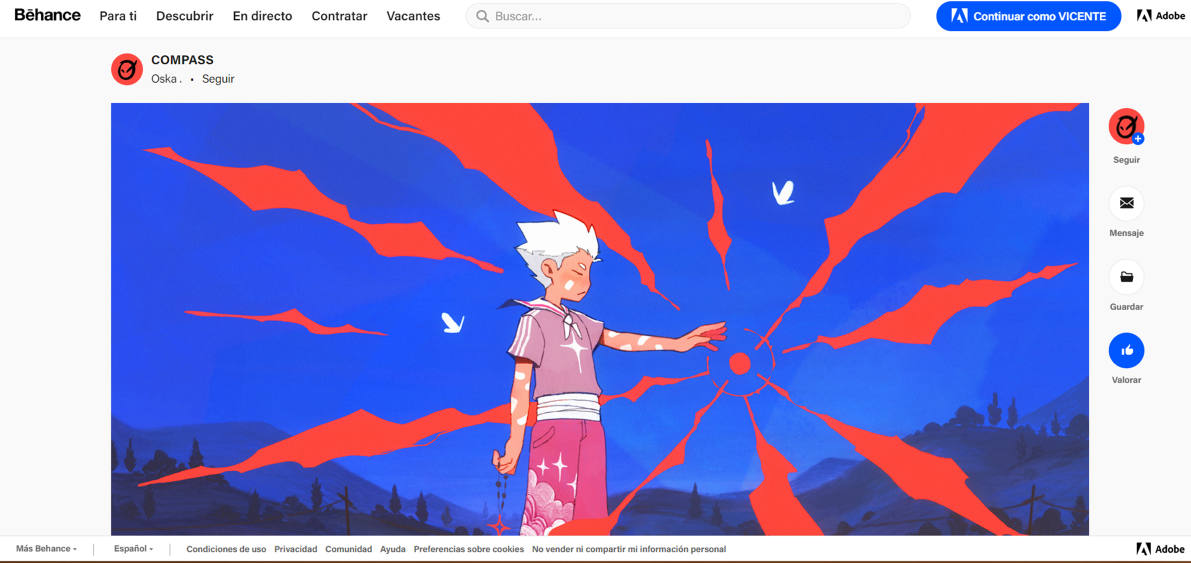 Bēhance Para ti Descubrir En directo Contratar Vacantes Buscar... Continuar como VICENTE Adobe
COMPASS
Oska . • Seguir
Seguir
Mensaje
Guardar
Valorar
Más Behance Español Condiciones de uso Privacidad Comunidad Ayuda Preferencias sobre cookies No vender ni compartir mi información personal Adobe